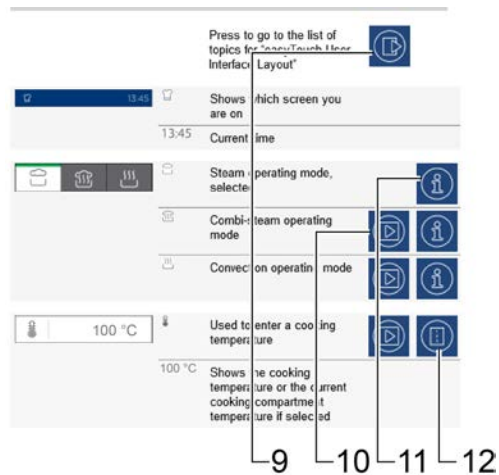 Press to go to the list of
topics for "easyTouch User
Interface Layout"
13:45
Shows which screen you
are on
13:45
Current time
Steam operating mode,
selected
Combi-steam operating
mode
Convection operating mode
100 °C
Used to enter a cooking
temperature
100 °C
Shows the cooking
temperature or the current
cooking compartment
temperature if selected
9
10
11
12